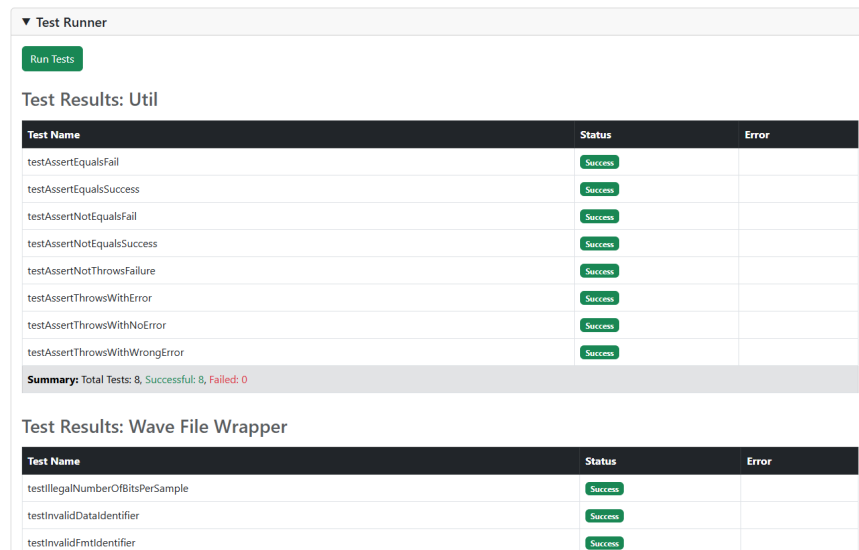 ▼ Test Runner
Run Tests
Test Results: Util
Test Name Status Error
testAssertEqualsFail Success
testAssertEqualsSuccess Success
testAssertNotEqualsFail Success
testAssertNotEqualsSuccess Success
testAssertNotThrowsFailure Success
testAssertThrowsWithError Success
testAssertThrowsWithNoError Success
testAssertThrowsWithWrongError Success
Summary: Total Tests: 8, Successful: 8, Failed: 0
Test Results: Wave File Wrapper
Test Name Status Error
testIllegalNumberOfBitsPerSample Success
testInvalidDataIdentifier Success
testInvalidFmtIdentifier Success